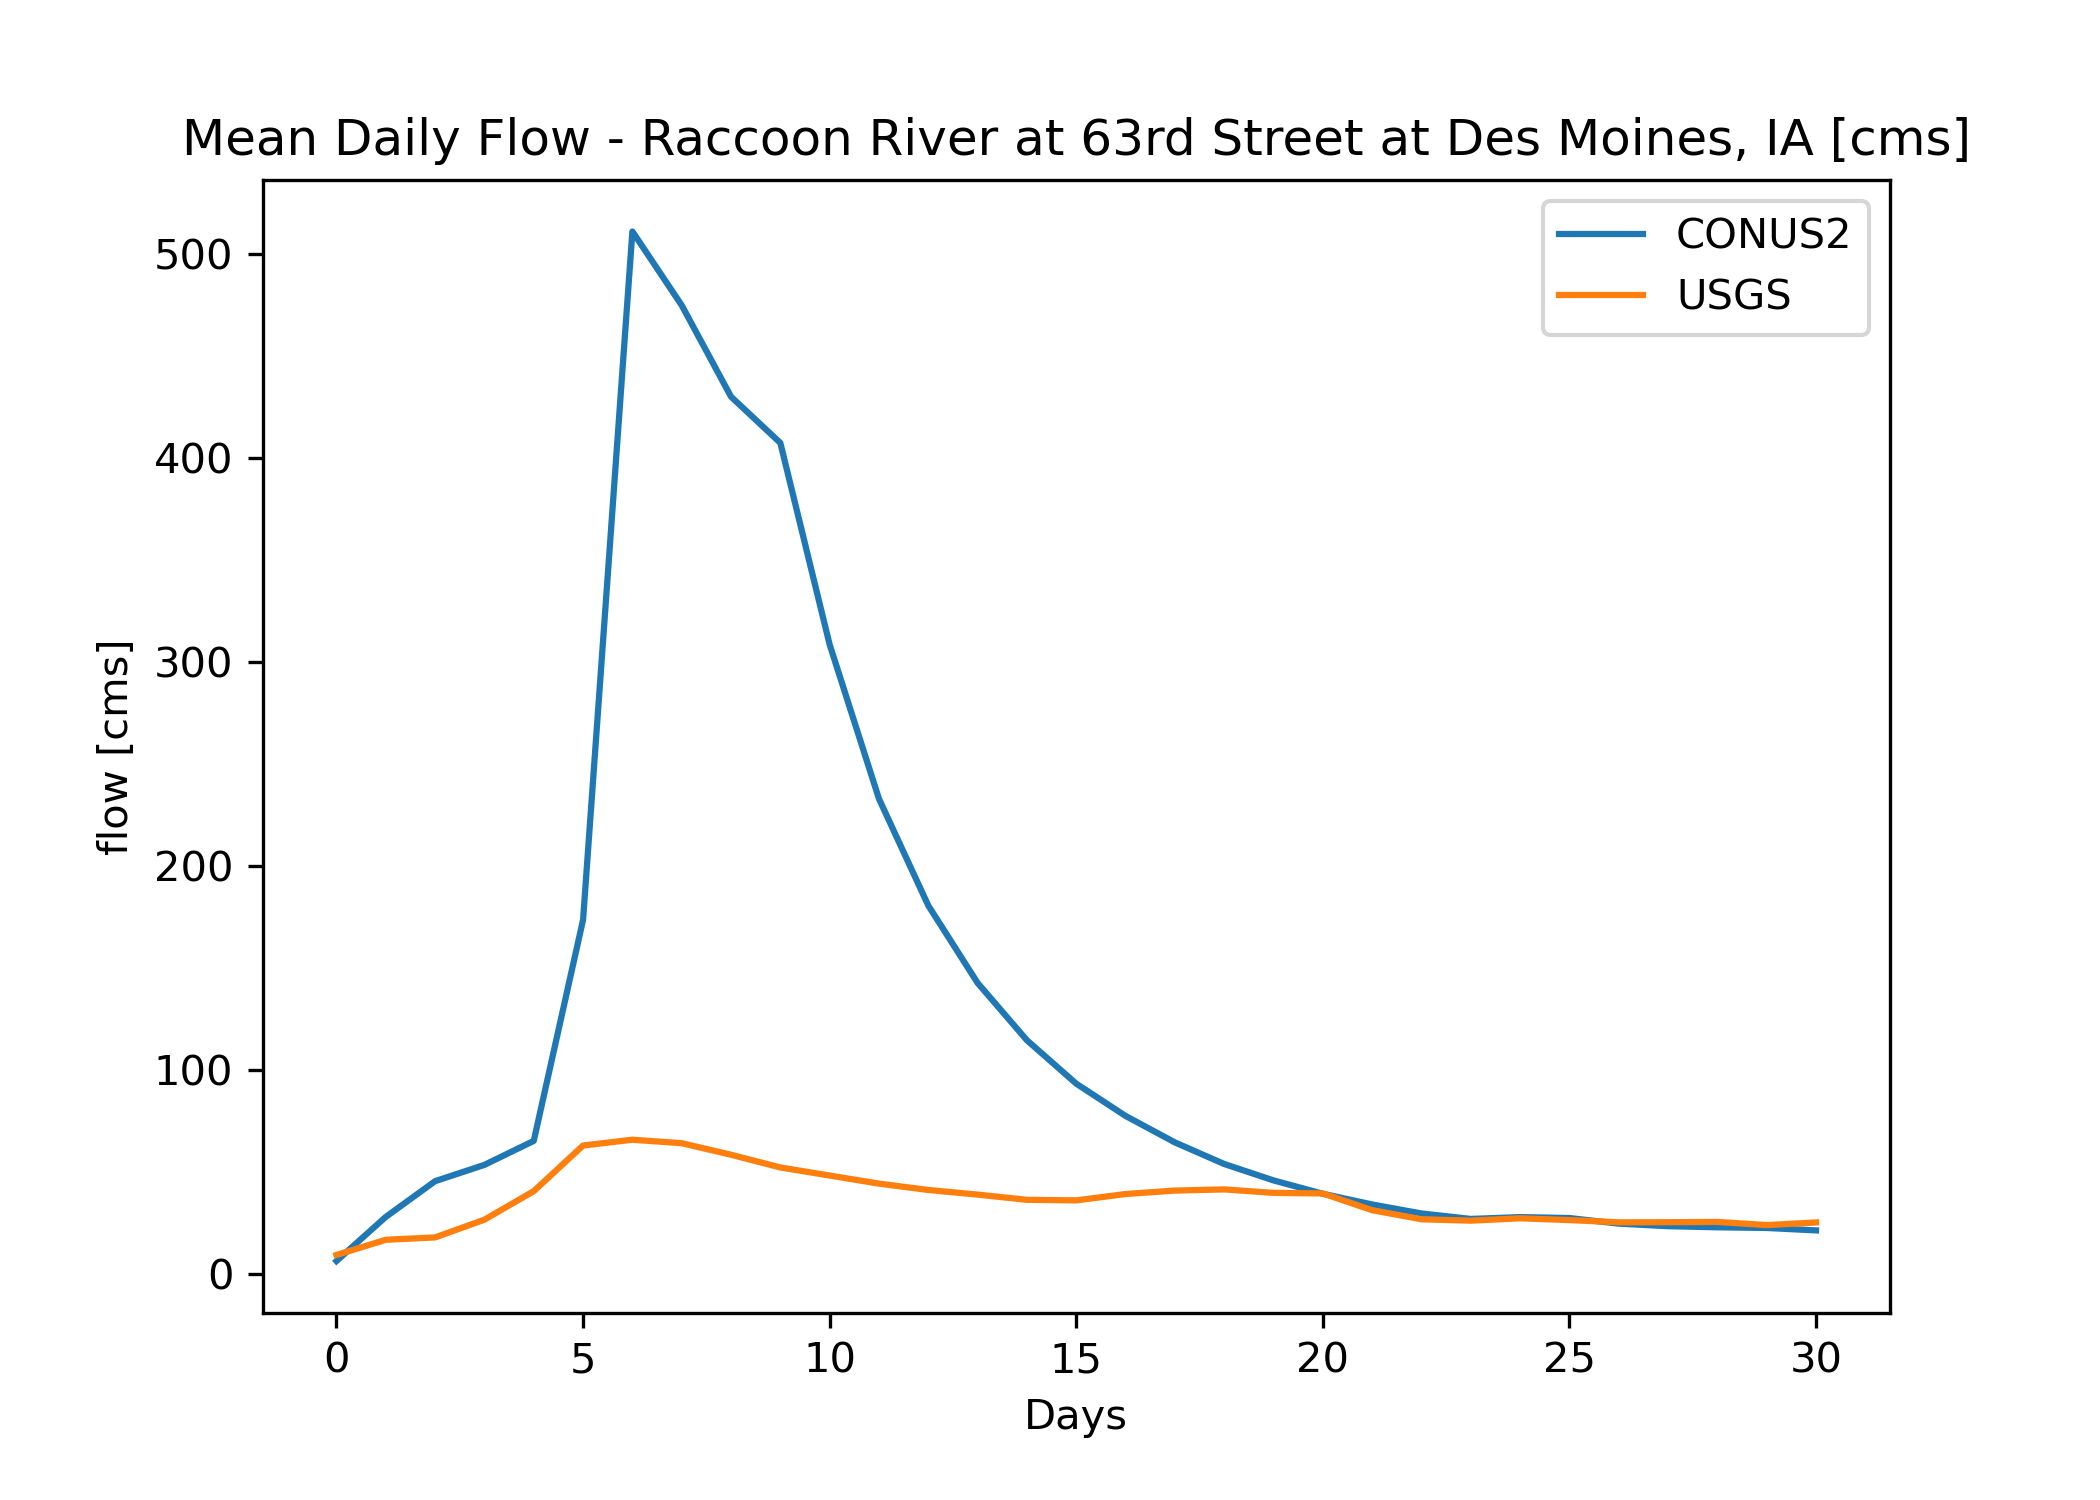 Mean Daily Flow - Raccoon River at 63rd Street at Des Moines, IA [cms]
CONUS2
USGS
flow [cms]
500
400
300
200
100
0
0 5 10 15 20 25 30
Days